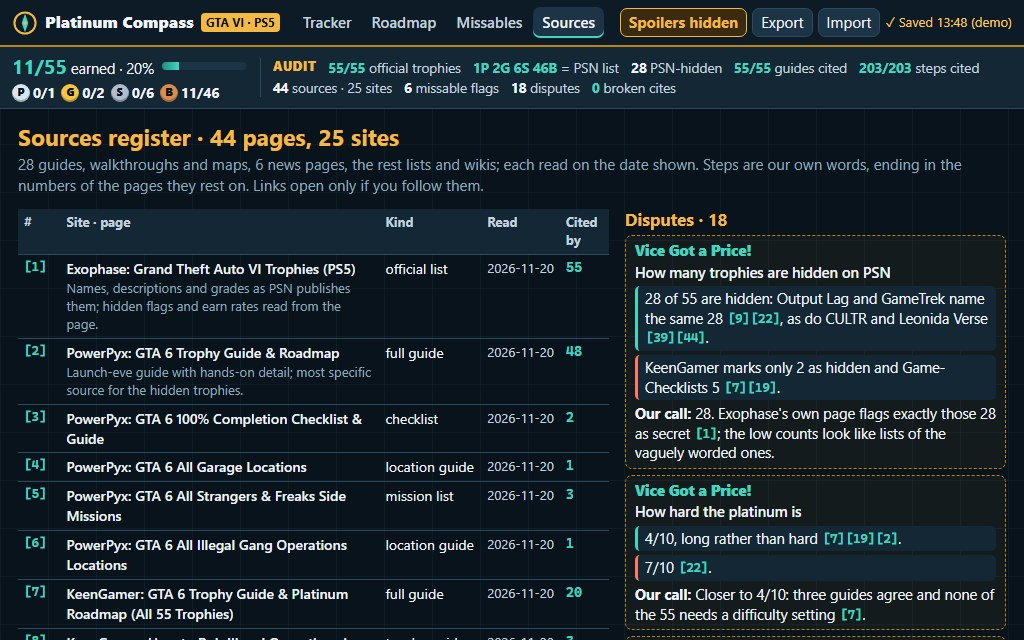 Platinum Compass GTA VI · PS5 Tracker Roadmap Missables Sources Spoilers hidden Export Import ✓ Saved 13:48 (demo)
11/55 earned · 20%
P 0/1 G 0/2 S 0/6 B 11/46
AUDIT 55/55 official trophies 1P 2G 6S 46B = PSN list 28 PSN-hidden 55/55 guides cited 203/203 steps cited
44 sources · 25 sites 6 missable flags 18 disputes 0 broken cites
Sources register · 44 pages, 25 sites
28 guides, walkthroughs and maps, 6 news pages, the rest lists and wikis; each read on the date shown. Steps are our own words, ending in the
numbers of the pages they rest on. Links open only if you follow them.
# Site · page Kind Read Cited by
[1] Exophase: Grand Theft Auto VI Trophies (PS5) official list 2026-11-20 55
Names, descriptions and grades as PSN publishes
them; hidden flags and earn rates read from the
page.
[2] PowerPyx: GTA 6 Trophy Guide & Roadmap full guide 2026-11-20 48
Launch-eve guide with hands-on detail; most specific
source for the hidden trophies.
[3] PowerPyx: GTA 6 100% Completion Checklist & checklist 2026-11-20 2
Guide
[4] PowerPyx: GTA 6 All Garage Locations location guide 2026-11-20 1
[5] PowerPyx: GTA 6 All Strangers & Freaks Side mission list 2026-11-20 3
Missions
[6] PowerPyx: GTA 6 All Illegal Gang Operations location guide 2026-11-20 1
Locations
[7] KeenGamer: GTA 6 Trophy Guide & Platinum full guide 2026-11-20 20
Roadmap (All 55 Trophies)
Disputes · 18
Vice Got a Price!
How many trophies are hidden on PSN
28 of 55 are hidden: Output Lag and GameTrek name
the same 28 [9] [22], as do CULTR and Leonida Verse
[39] [44].
KeenGamer marks only 2 as hidden and Game-
Checklists 5 [7] [19].
Our call: 28. Exophase's own page flags exactly those 28
as secret [1]; the low counts look like lists of the
vaguely worded ones.
Vice Got a Price!
How hard the platinum is
4/10, long rather than hard [7] [19] [2].
7/10 [22].
Our call: Closer to 4/10: three guides agree and none of
the 55 needs a difficulty setting [7].